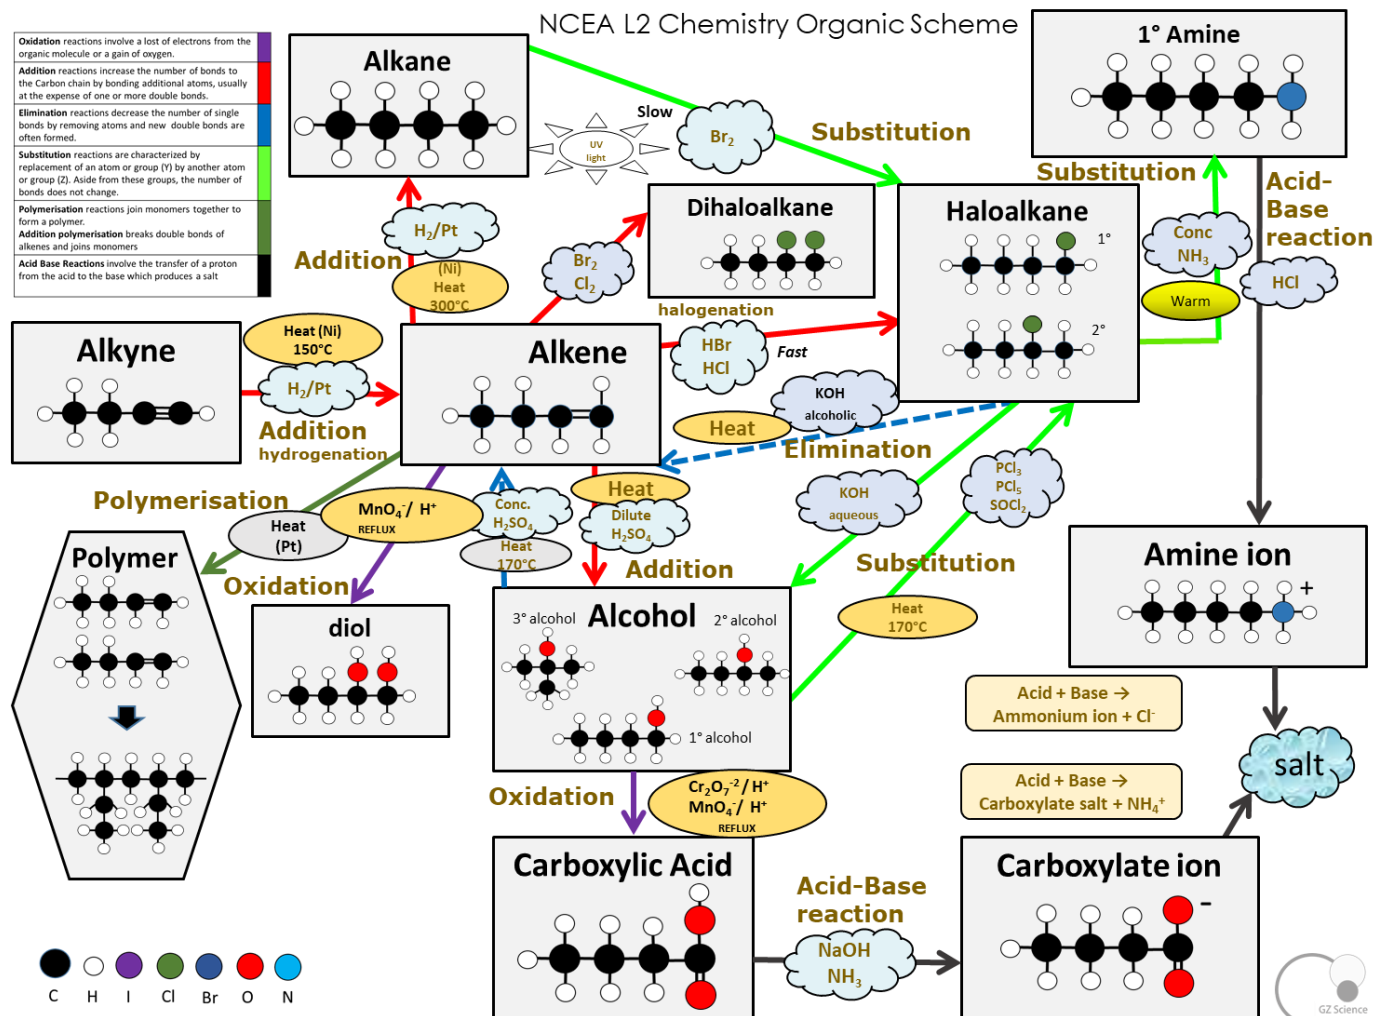 NCEA L2 Chemistry Organic Scheme
Oxidation reactions involve a lost of electrons from the
organic molecule or a gain of oxygen.
Addition reactions increase the number of bonds to
the Carbon chain by bonding additional atoms, usually
at the expense of one or more double bonds.
Elimination reactions decrease the number of single
bonds by removing atoms and new double bonds are
often formed.
Substitution reactions are characterized by
replacement of an atom or group (Y) by another atom
or group (Z). Aside from these groups, the number of
bonds does not change.
Polymerisation reactions join monomers together to
form a polymer.
Addition polymerisation breaks double bonds of
alkenes and joins monomers
Acid Base Reactions involve the transfer of a proton
from the acid to the base which produces a salt
Alkane
Slow
UV
light
Br₂
Substitution
1° Amine
Substitution
Acid-
Base
reaction
HCl
Conc
NH₃
Warm
Dihaloalkane
Haloalkane
1°
2°
H₂/Pt
Addition
(Ni)
Heat
300°C
Br₂
Cl₂
halogenation
HBr
HCl
Fast
Alkyne
Heat (Ni)
150°C
H₂/Pt
Addition
hydrogenation
Alkene
KOH
alcoholic
Heat
Elimination
Polymerisation
Heat
(Pt)
MnO₄⁻/ H⁺
REFLUX
Conc.
H₂SO₄
Heat
170°C
Heat
Dilute
H₂SO₄
KOH
aqueous
PCl₃
PCl₅
SOCl₂
Polymer
Oxidation
Addition
Substitution
Heat
170°C
Amine ion
+
diol
Alcohol
3° alcohol
2° alcohol
1° alcohol
Acid + Base →
Ammonium ion + Cl⁻
salt
Acid + Base →
Carboxylate salt + NH₄⁺
Oxidation
Cr₂O₇⁻²/ H⁺
MnO₄⁻/ H⁺
REFLUX
Carboxylic Acid
Acid-Base
reaction
NaOH
NH₃
Carboxylate ion
-
C H I Cl Br O N
GZ Science